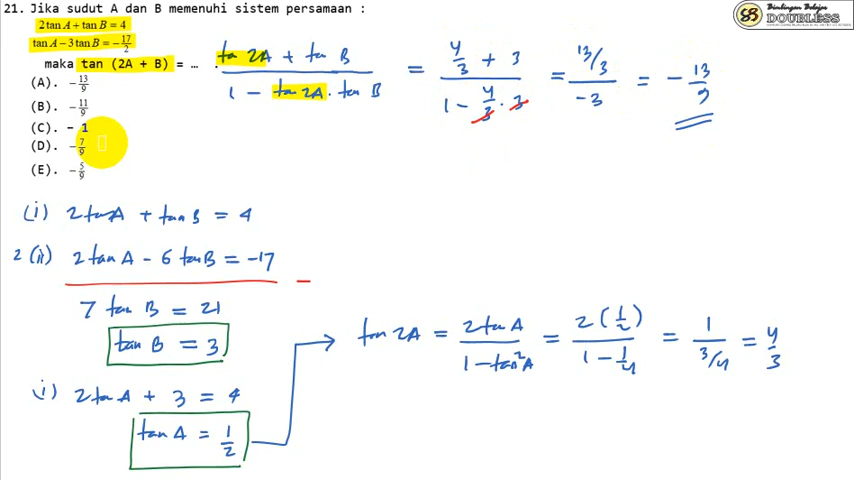 21. Jika sudut A dan B memenuhi sistem persamaan :
2 tan A + tan B = 4
tan A − 3 tan B = −17/2
maka tan (2A + B) = … .
(A). −13/9
(B). −11/9
(C). − 1
(D). −7/9
(E). −5/9
Bimbingan Belajar
DOUBLESS
(tan 2A + tan B)/(1 − tan 2A . tan B) = (4/3 + 3)/(1 − 4/3 . 3) = (13/3)/(−3) = −13/9
(i) 2 tan A + tan B = 4
2 (ii) 2 tan A − 6 tan B = −17 −
7 tan B = 21
tan B = 3
i) 2 tan A + 3 = 4
tan A = 1/2
tan 2A = (2 tan A)/(1 − tan²A) = (2 (1/2))/(1 − 1/4) = 1/(3/4) = 4/3